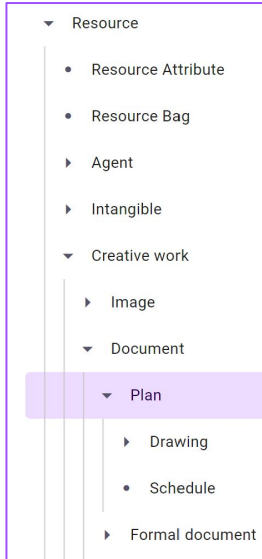 Resource
Resource Attribute
Resource Bag
Agent
Intangible
Creative work
Image
Document
Plan
Drawing
Schedule
Formal document